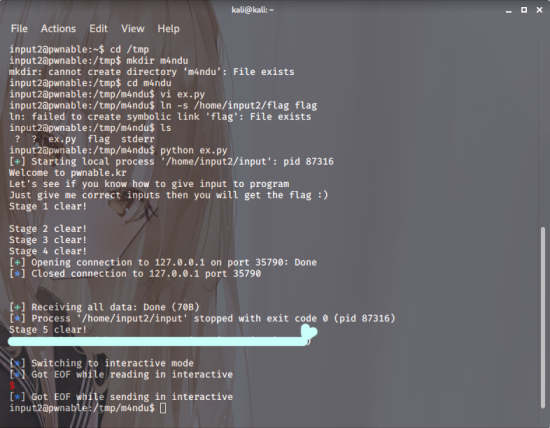 kali@kali: ~
File Actions Edit View Help
input2@pwnable:~$ cd /tmp
input2@pwnable:/tmp$ mkdir m4ndu
mkdir: cannot create directory ‘m4ndu’: File exists
input2@pwnable:/tmp$ cd m4ndu
input2@pwnable:/tmp/m4ndu$ vi ex.py
input2@pwnable:/tmp/m4ndu$ ln -s /home/input2/flag flag
ln: failed to create symbolic link 'flag': File exists
input2@pwnable:/tmp/m4ndu$ ls
? ? ex.py flag stderr
input2@pwnable:/tmp/m4ndu$ python ex.py
[+] Starting local process '/home/input2/input': pid 87316
Welcome to pwnable.kr
Let's see if you know how to give input to program
Just give me correct inputs then you will get the flag :)
Stage 1 clear!
Stage 2 clear!
Stage 3 clear!
Stage 4 clear!
[+] Opening connection to 127.0.0.1 on port 35790: Done
[*] Closed connection to 127.0.0.1 port 35790
[+] Receiving all data: Done (70B)
[*] Process '/home/input2/input' stopped with exit code 0 (pid 87316)
Stage 5 clear!
[*] Switching to interactive mode
[*] Got EOF while reading in interactive
$
[*] Got EOF while sending in interactive
input2@pwnable:/tmp/m4ndu$